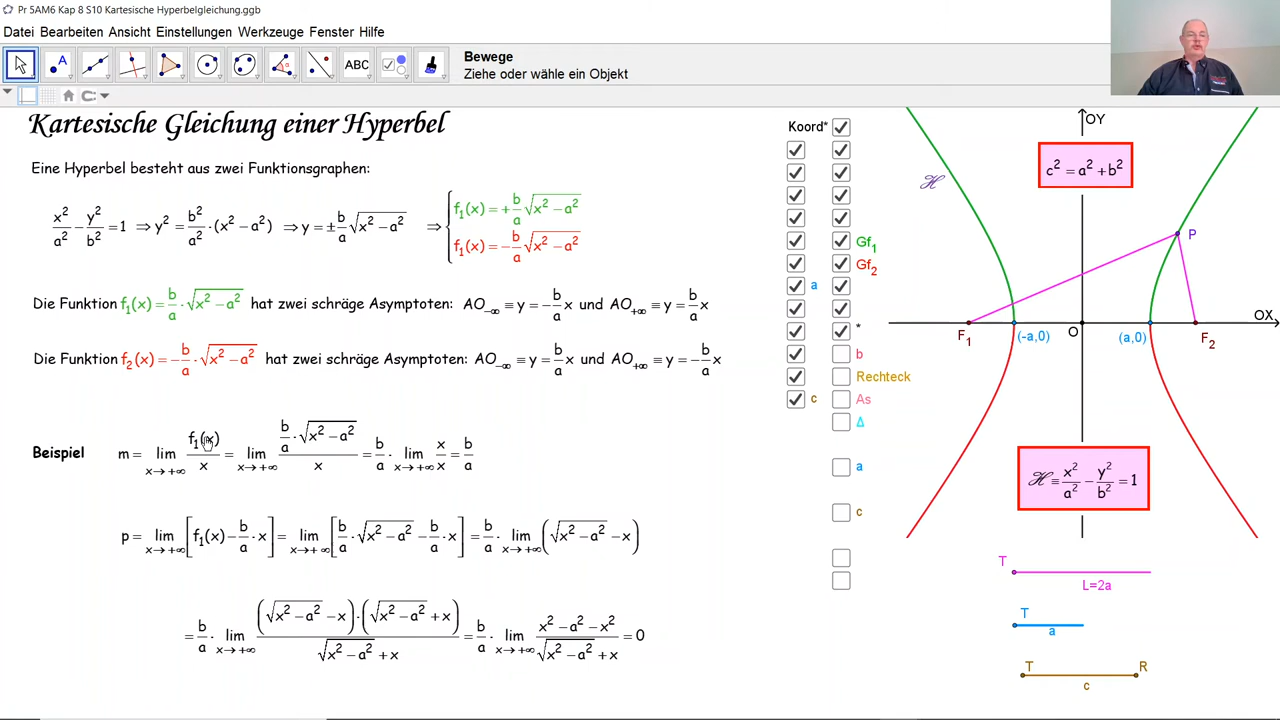 Pr 5AM6 Kap 8 S10 Kartesische Hyperbelgleichung.ggb
Datei Bearbeiten Ansicht Einstellungen Werkzeuge Fenster Hilfe
A ABC
Bewege
Ziehe oder wähle ein Objekt
Kartesische Gleichung einer Hyperbel
Eine Hyperbel besteht aus zwei Funktionsgraphen:
x²/a² − y²/b² = 1 ⇒ y² = b²/a² · (x² − a²) ⇒ y = ± b/a √(x² − a²) ⇒ { f₁(x) = + b/a √(x² − a²)
f₁(x) = − b/a √(x² − a²)
Die Funktion f₁(x) = b/a · √(x² − a²) hat zwei schräge Asymptoten: AO₋∞ ≡ y = − b/a x und AO₊∞ ≡ y = b/a x
Die Funktion f₂(x) = − b/a · √(x² − a²) hat zwei schräge Asymptoten: AO₋∞ ≡ y = b/a x und AO₊∞ ≡ y = − b/a x
Beispiel m = lim x→+∞ f₁(x)/x = lim x→+∞ (b/a · √(x² − a²))/x = b/a · lim x→+∞ x/x = b/a
p = lim x→+∞ [f₁(x) − b/a · x] = lim x→+∞ [b/a · √(x² − a²) − b/a · x] = b/a · lim x→+∞ (√(x² − a²) − x)
= b/a · lim x→+∞ ((√(x² − a²) − x) · (√(x² − a²) + x))/(√(x² − a²) + x) = b/a · lim x→+∞ (x² − a² − x²)/(√(x² − a²) + x) = 0
Koord*
Gf₁
Gf₂
a
*
b
Rechteck
c As
Δ
a
c
OY
c² = a² + b²
ℋ
P
OX
F₁ (-a,0) O (a,0) F₂
ℋ ≡ x²/a² − y²/b² = 1
T
L=2a
T
a
T R
c